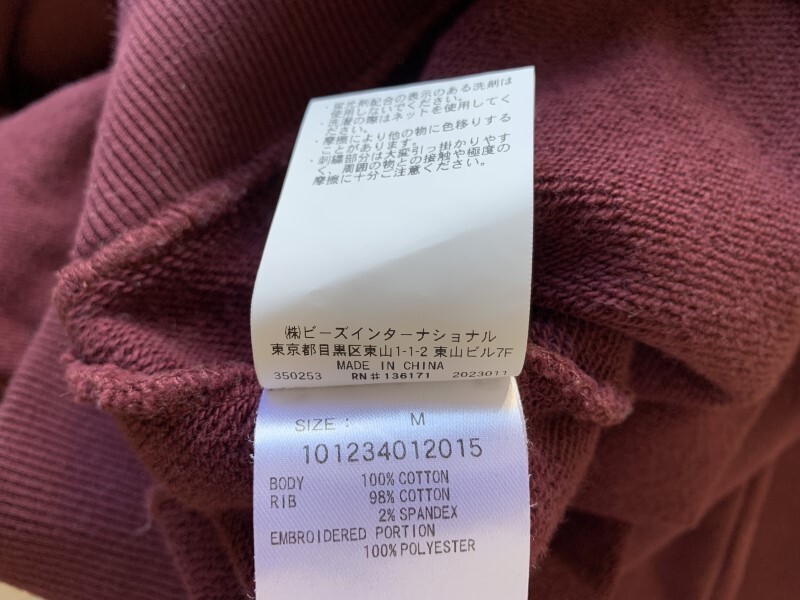 ・蛍光剤配合の表示のある洗剤は
使用しないでください。
・洗濯の際はネットを使用してく
ださい。
・摩擦により他の物に色移りする
ことがあります。
・刺繍部分は大変引っ掛かりやす
く、周囲の物との接触や極度の
摩擦に十分ご注意ください。
㈱ビーズインターナショナル
東京都目黒区東山1-1-2 東山ビル7F
MADE IN CHINA
350253 RN#136171 2023011
SIZE : M
101234012015
BODY 100% COTTON
RIB 98% COTTON
2% SPANDEX
EMBROIDERED PORTION
100% POLYESTER